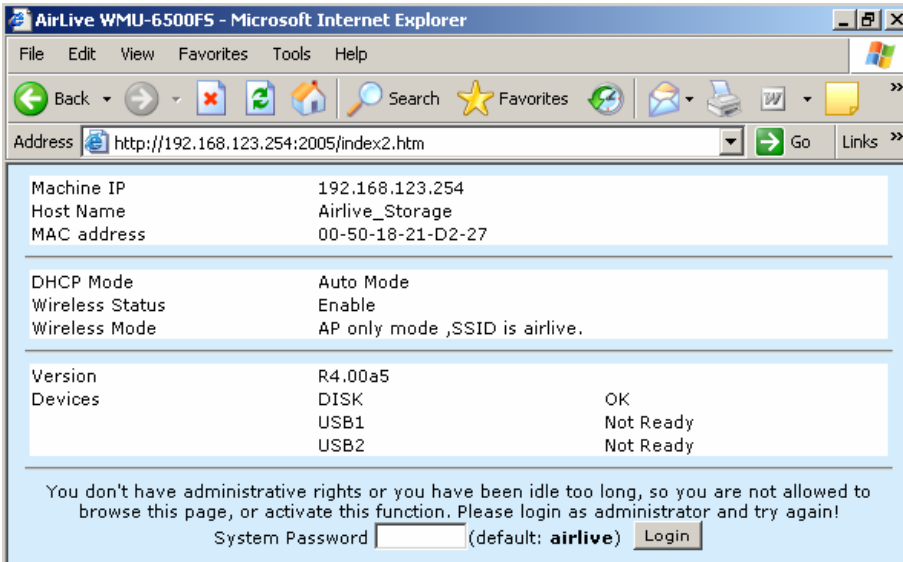 AirLive WMU-6500FS - Microsoft Internet Explorer
File Edit View Favorites Tools Help
Back Search Favorites W »
Address http://192.168.123.254:2005/index2.htm Go Links »
Machine IP 192.168.123.254
Host Name Airlive_Storage
MAC address 00-50-18-21-D2-27
DHCP Mode Auto Mode
Wireless Status Enable
Wireless Mode AP only mode ,SSID is airlive.
Version R4.00a5
Devices DISK OK
USB1 Not Ready
USB2 Not Ready
You don't have administrative rights or you have been idle too long, so you are not allowed to
browse this page, or activate this function. Please login as administrator and try again!
System Password (default: airlive) Login